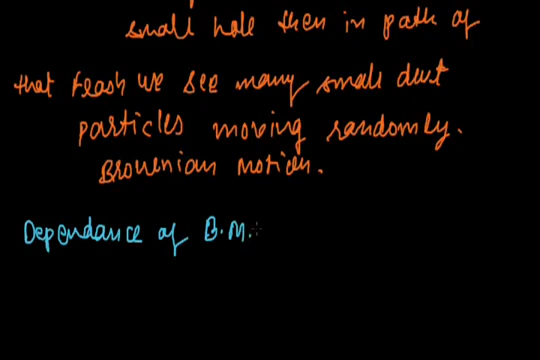 small hole then in path of
that flash we see many small dust
particles moving randomly.
Brownian motion.
Dependance of B.M.